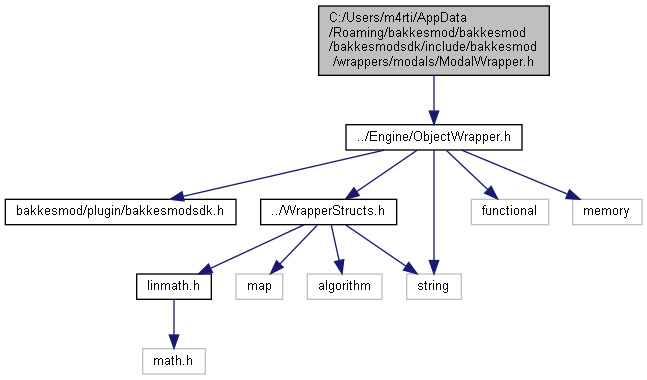 C:/Users/m4rti/AppData
/Roaming/bakkesmod/bakkesmod
/bakkesmodsdk/include/bakkesmod
/wrappers/modals/ModalWrapper.h
../Engine/ObjectWrapper.h
bakkesmod/plugin/bakkesmodsdk.h
../WrapperStructs.h
functional
memory
linmath.h
map
algorithm
string
math.h